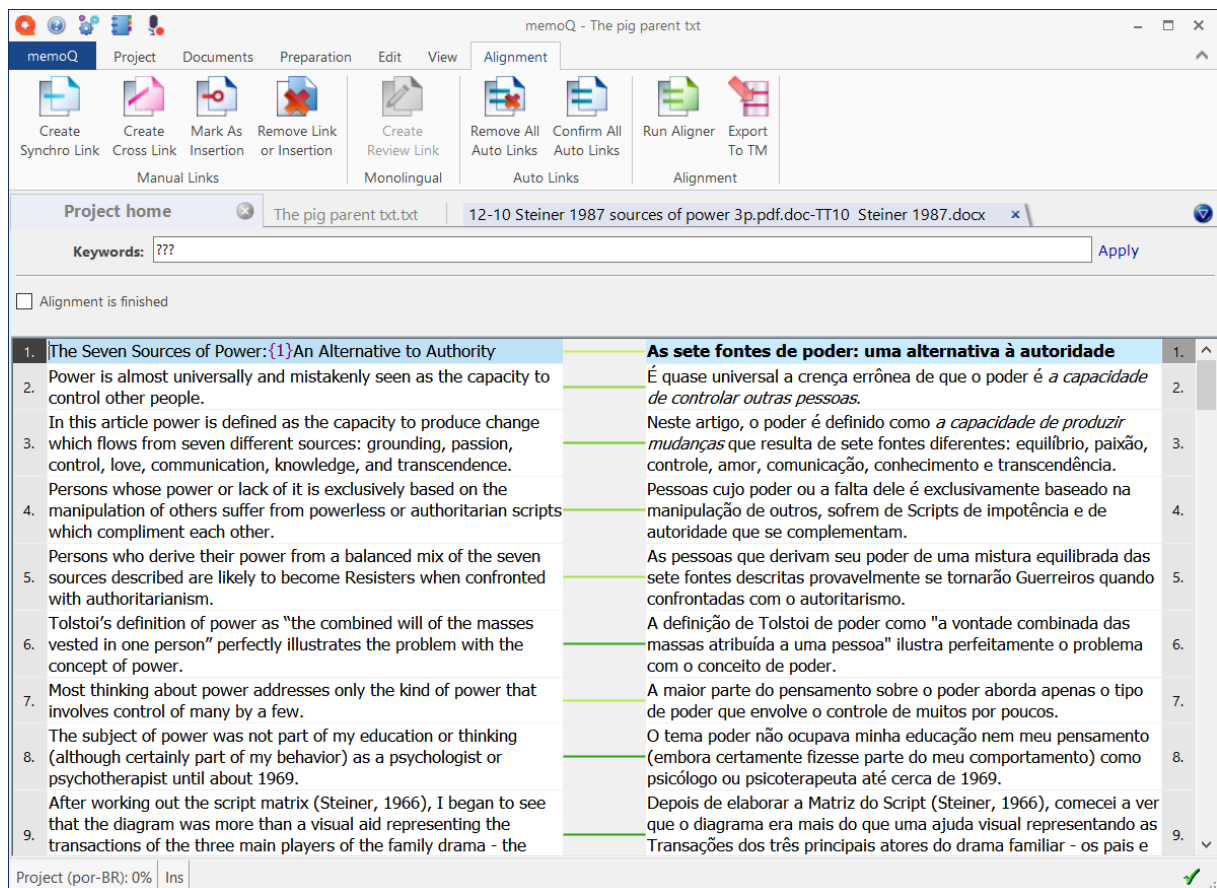 memoQ - The pig parent txt
memoQ Project Documents Preparation Edit View Alignment
Create Synchro Link
Create Cross Link
Mark As Insertion
Remove Link or Insertion
Create Review Link
Remove All Auto Links
Confirm All Auto Links
Run Aligner
Export To TM
Manual Links Monolingual Auto Links Alignment
Project home The pig parent txt.txt 12-10 Steiner 1987 sources of power 3p.pdf.doc-TT10 Steiner 1987.docx
Keywords: ??? Apply
Alignment is finished
1. The Seven Sources of Power:{1}An Alternative to Authority
As sete fontes de poder: uma alternativa à autoridade 1.
2. Power is almost universally and mistakenly seen as the capacity to
control other people.
É quase universal a crença errônea de que o poder é a capacidade
de controlar outras pessoas. 2.
3. In this article power is defined as the capacity to produce change
which flows from seven different sources: grounding, passion,
control, love, communication, knowledge, and transcendence.
Neste artigo, o poder é definido como a capacidade de produzir
mudanças que resulta de sete fontes diferentes: equilíbrio, paixão,
controle, amor, comunicação, conhecimento e transcendência. 3.
4. Persons whose power or lack of it is exclusively based on the
manipulation of others suffer from powerless or authoritarian scripts
which compliment each other.
Pessoas cujo poder ou a falta dele é exclusivamente baseado na
manipulação de outros, sofrem de Scripts de impotência e de
autoridade que se complementam. 4.
5. Persons who derive their power from a balanced mix of the seven
sources described are likely to become Resisters when confronted
with authoritarianism.
As pessoas que derivam seu poder de uma mistura equilibrada das
sete fontes descritas provavelmente se tornarão Guerreiros quando
confrontadas com o autoritarismo. 5.
6. Tolstoi’s definition of power as “the combined will of the masses
vested in one person” perfectly illustrates the problem with the
concept of power.
A definição de Tolstoi de poder como "a vontade combinada das
massas atribuída a uma pessoa" ilustra perfeitamente o problema
com o conceito de poder. 6.
7. Most thinking about power addresses only the kind of power that
involves control of many by a few.
A maior parte do pensamento sobre o poder aborda apenas o tipo
de poder que envolve o controle de muitos por poucos. 7.
8. The subject of power was not part of my education or thinking
(although certainly part of my behavior) as a psychologist or
psychotherapist until about 1969.
O tema poder não ocupava minha educação nem meu pensamento
(embora certamente fizesse parte do meu comportamento) como
psicólogo ou psicoterapeuta até cerca de 1969. 8.
9. After working out the script matrix (Steiner, 1966), I began to see
that the diagram was more than a visual aid representing the
transactions of the three main players of the family drama - the
Depois de elaborar a Matriz do Script (Steiner, 1966), comecei a ver
que o diagrama era mais do que uma ajuda visual representando as
Transações dos três principais atores do drama familiar - os pais e 9.
Project (por-BR): 0% Ins